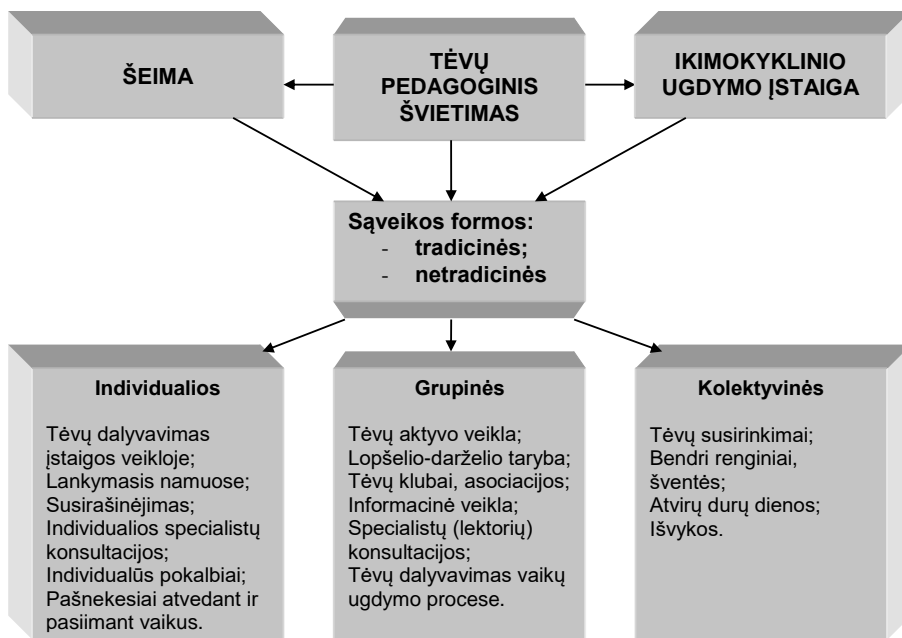 ŠEIMA
TĖVŲ
PEDAGOGINIS
ŠVIETIMAS
IKIMOKYKLINIO
UGDYMO ĮSTAIGA
Sąveikos formos:
- tradicinės;
- netradicinės
Individualios
Tėvų dalyvavimas
įstaigos veikloje;
Lankymasis namuose;
Susirašinėjimas;
Individualios specialistų
konsultacijos;
Individualūs pokalbiai;
Pašnekesiai atvedant ir
pasiimant vaikus.
Grupinės
Tėvų aktyvo veikla;
Lopšelio-darželio taryba;
Tėvų klubai, asociacijos;
Informacinė veikla;
Specialistų (lektorių)
konsultacijos;
Tėvų dalyvavimas vaikų
ugdymo procese.
Kolektyvinės
Tėvų susirinkimai;
Bendri renginiai,
šventės;
Atvirų durų dienos;
Išvykos.